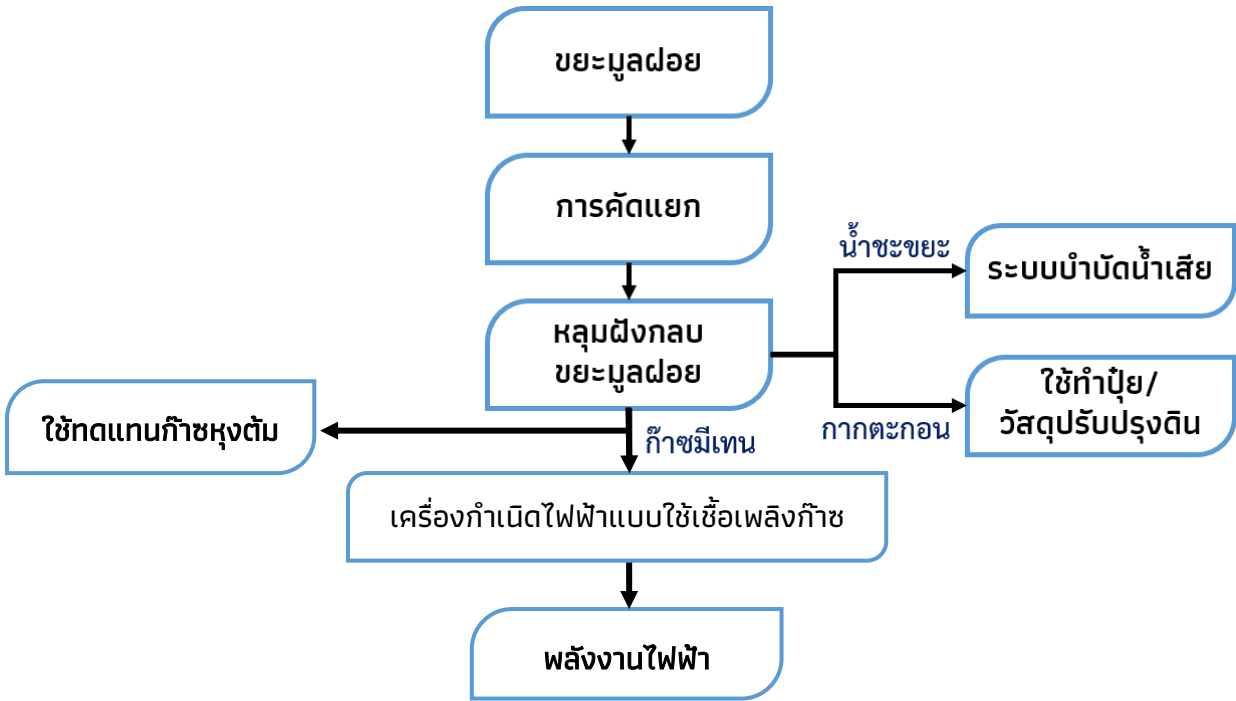 ขยะมูลฝอย
การคัดแยก
น้ำชะขยะ
ระบบบำบัดน้ำเสีย
หลุมฝังกลบ
ขยะมูลฝอย
ใช้ทำปุ๋ย/
วัสดุปรับปรุงดิน
กากตะกอน
ใช้ทดแทนก๊าซหุงต้ม
ก๊าซมีเทน
เครื่องกำเนิดไฟฟ้าแบบใช้เชื้อเพลิงก๊าซ
พลังงานไฟฟ้า